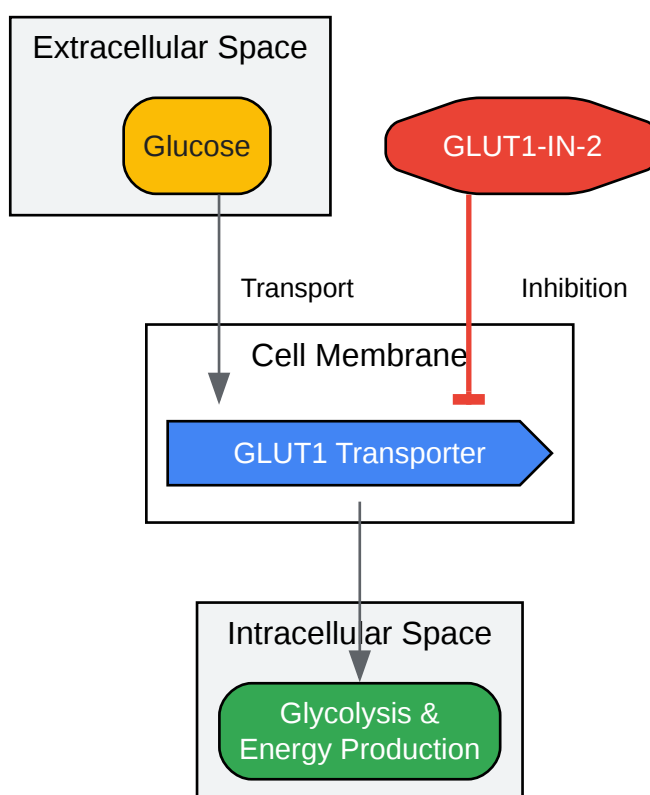 Extracellular Space
Glucose
GLUT1-IN-2
Transport
Inhibition
Cell Membrane
GLUT1 Transporter
Intracellular Space
Glycolysis &
Energy Production